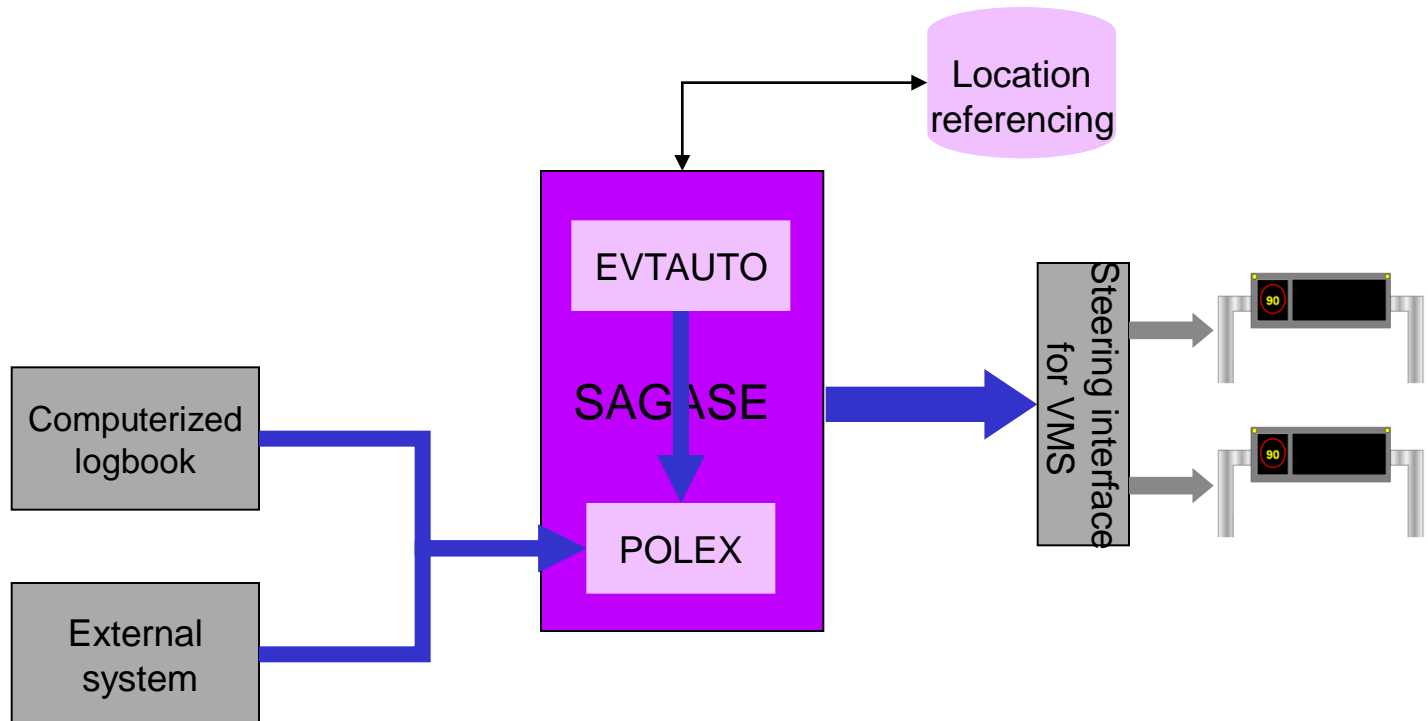 Location
referencing
EVTAUTO
SAGASE
POLEX
Computerized
logbook
External
system
Steering interface
for VMS
90
90